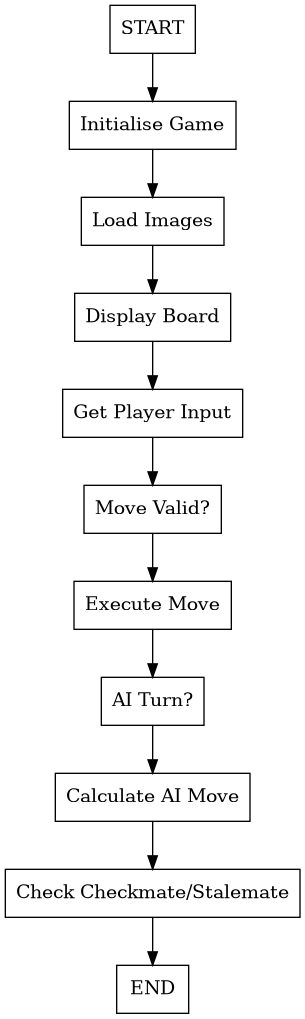 START
Initialise Game
Load Images
Display Board
Get Player Input
Move Valid?
Execute Move
AI Turn?
Calculate AI Move
Check Checkmate/Stalemate
END